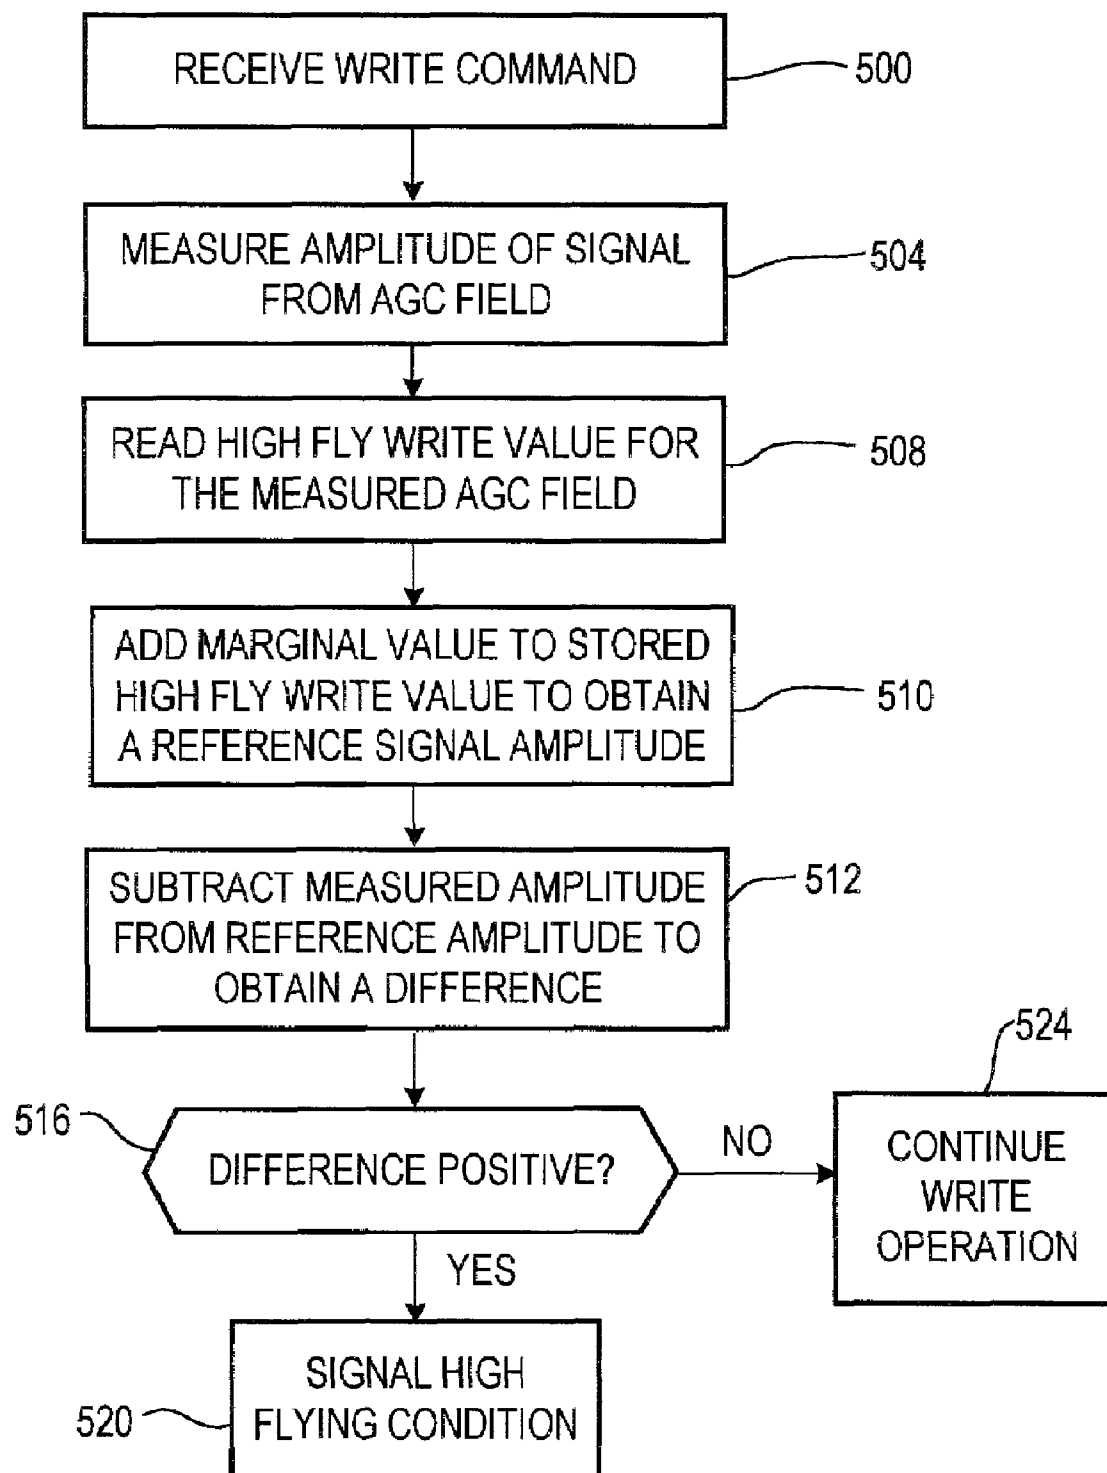 RECEIVE WRITE COMMAND
500
MEASURE AMPLITUDE OF SIGNAL
FROM AGC FIELD
504
READ HIGH FLY WRITE VALUE FOR
THE MEASURED AGC FIELD
508
ADD MARGINAL VALUE TO STORED
HIGH FLY WRITE VALUE TO OBTAIN
A REFERENCE SIGNAL AMPLITUDE
510
SUBTRACT MEASURED AMPLITUDE
FROM REFERENCE AMPLITUDE TO
OBTAIN A DIFFERENCE
512
516
DIFFERENCE POSITIVE?
NO
524
CONTINUE
WRITE
OPERATION
YES
SIGNAL HIGH
FLYING CONDITION
520